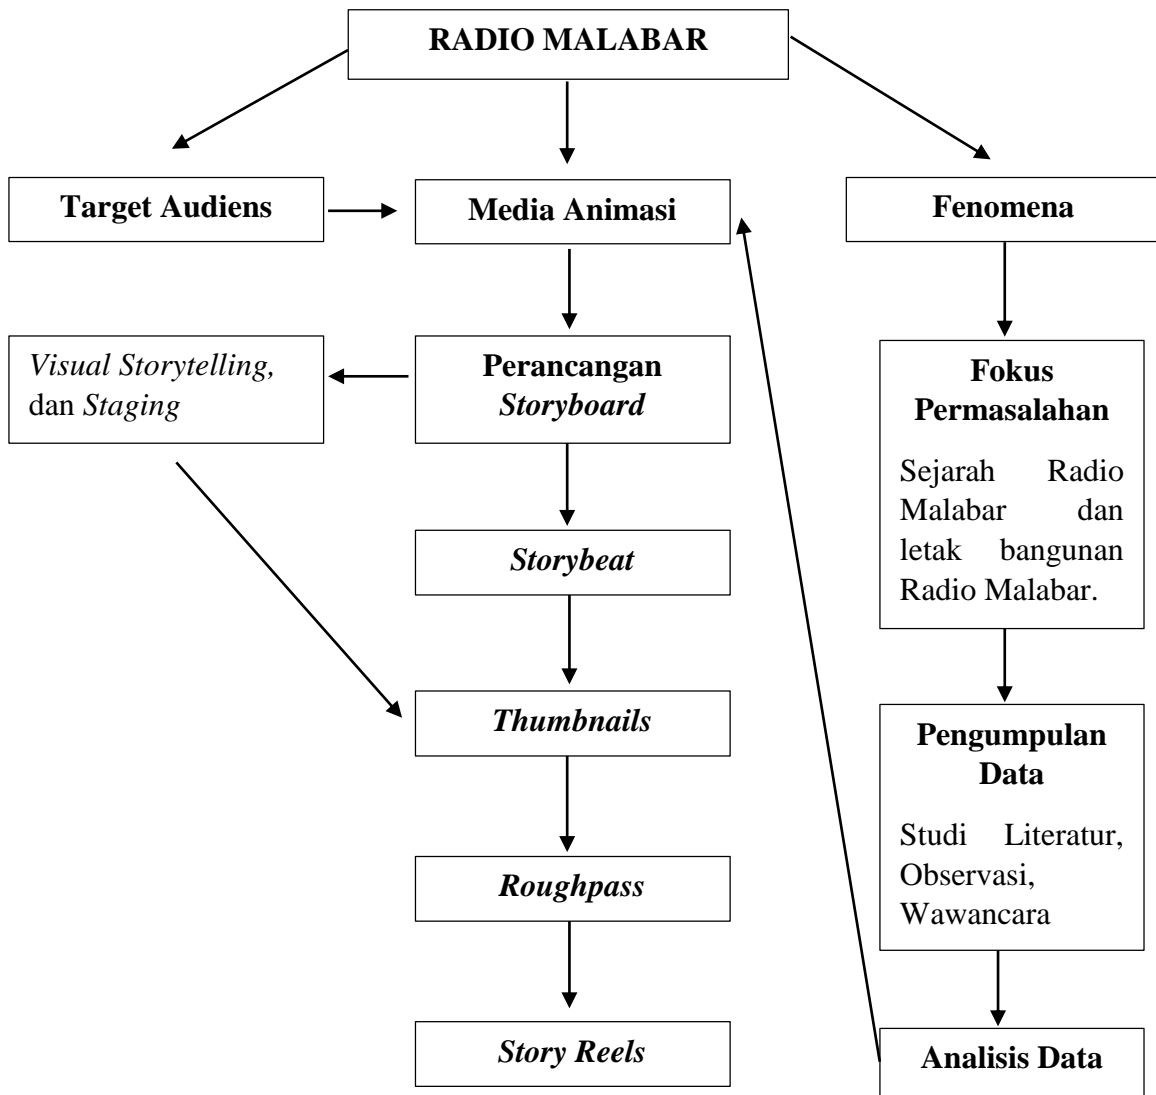 RADIO MALABAR
Target Audiens
Media Animasi
Fenomena
Visual Storytelling,
dan Staging
Perancangan
Storyboard
Fokus
Permasalahan
Sejarah Radio
Malabar dan
letak bangunan
Radio Malabar.
Storybeat
Thumbnails
Pengumpulan
Data
Studi Literatur,
Observasi,
Wawancara
Roughpass
Story Reels
Analisis Data